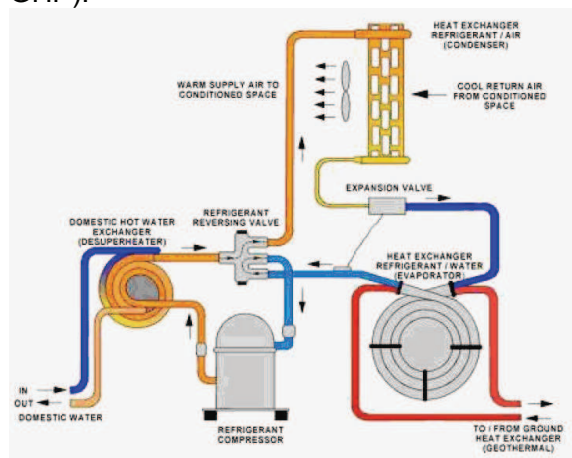 HEAT EXCHANGER
REFRIGERANT / AIR
(CONDENSER)
WARM SUPPLY AIR TO
CONDITIONED SPACE
COOL RETURN AIR
FROM CONDITIONED
SPACE
EXPANSION VALVE
REFRIGERANT
REVERSING VALVE
DOMESTIC HOT WATER
EXCHANGER
(DESUPERHEATER)
HEAT EXCHANGER
REFRIGERANT / WATER
(EVAPORATOR)
IN
OUT
DOMESTIC WATER
REFRIGERANT
COMPRESSOR
TO / FROM GROUND
HEAT EXCHANGER
(GEOTHERMAL)